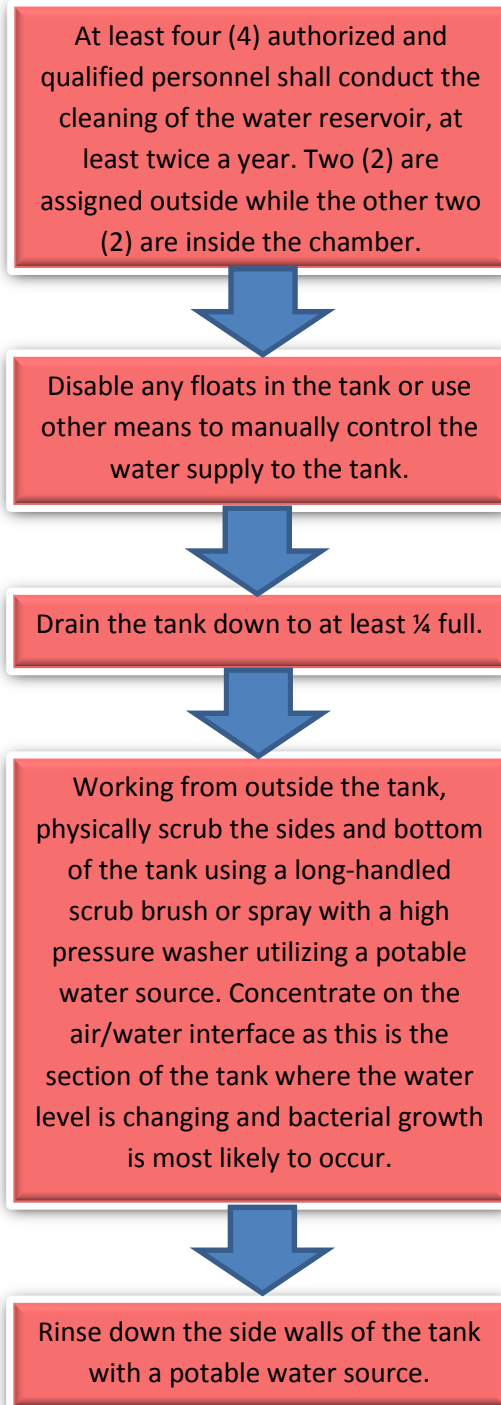 At least four (4) authorized and
qualified personnel shall conduct the
cleaning of the water reservoir, at
least twice a year. Two (2) are
assigned outside while the other two
(2) are inside the chamber.
Disable any floats in the tank or use
other means to manually control the
water supply to the tank.
Drain the tank down to at least ¼ full.
Working from outside the tank,
physically scrub the sides and bottom
of the tank using a long-handled
scrub brush or spray with a high
pressure washer utilizing a potable
water source. Concentrate on the
air/water interface as this is the
section of the tank where the water
level is changing and bacterial growth
is most likely to occur.
Rinse down the side walls of the tank
with a potable water source.